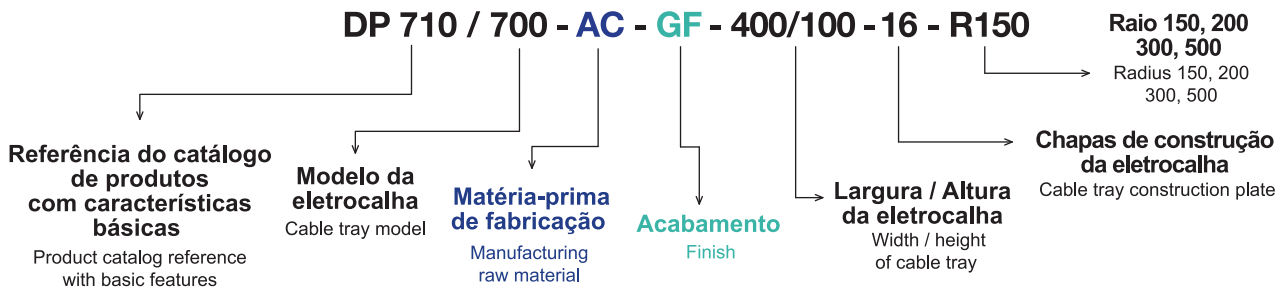 DP 710 / 700 - AC - GF - 400/100 - 16 - R150
Raio 150, 200
300, 500
Radius 150, 200
300, 500
Referência do catálogo
de produtos
com características
básicas
Product catalog reference
with basic features
Modelo da
eletrocalha
Cable tray model
Matéria-prima
de fabricação
Manufacturing
raw material
Acabamento
Finish
Largura / Altura
da eletrocalha
Width / height
of cable tray
Chapas de construção
da eletrocalha
Cable tray construction plate